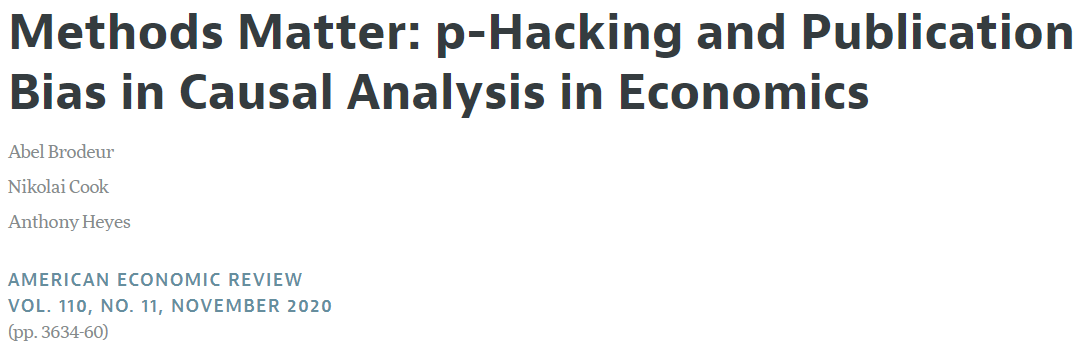 Methods Matter: p-Hacking and Publication
Bias in Causal Analysis in Economics
Abel Brodeur
Nikolai Cook
Anthony Heyes
AMERICAN ECONOMIC REVIEW
VOL. 110, NO. 11, NOVEMBER 2020
(pp. 3634-60)